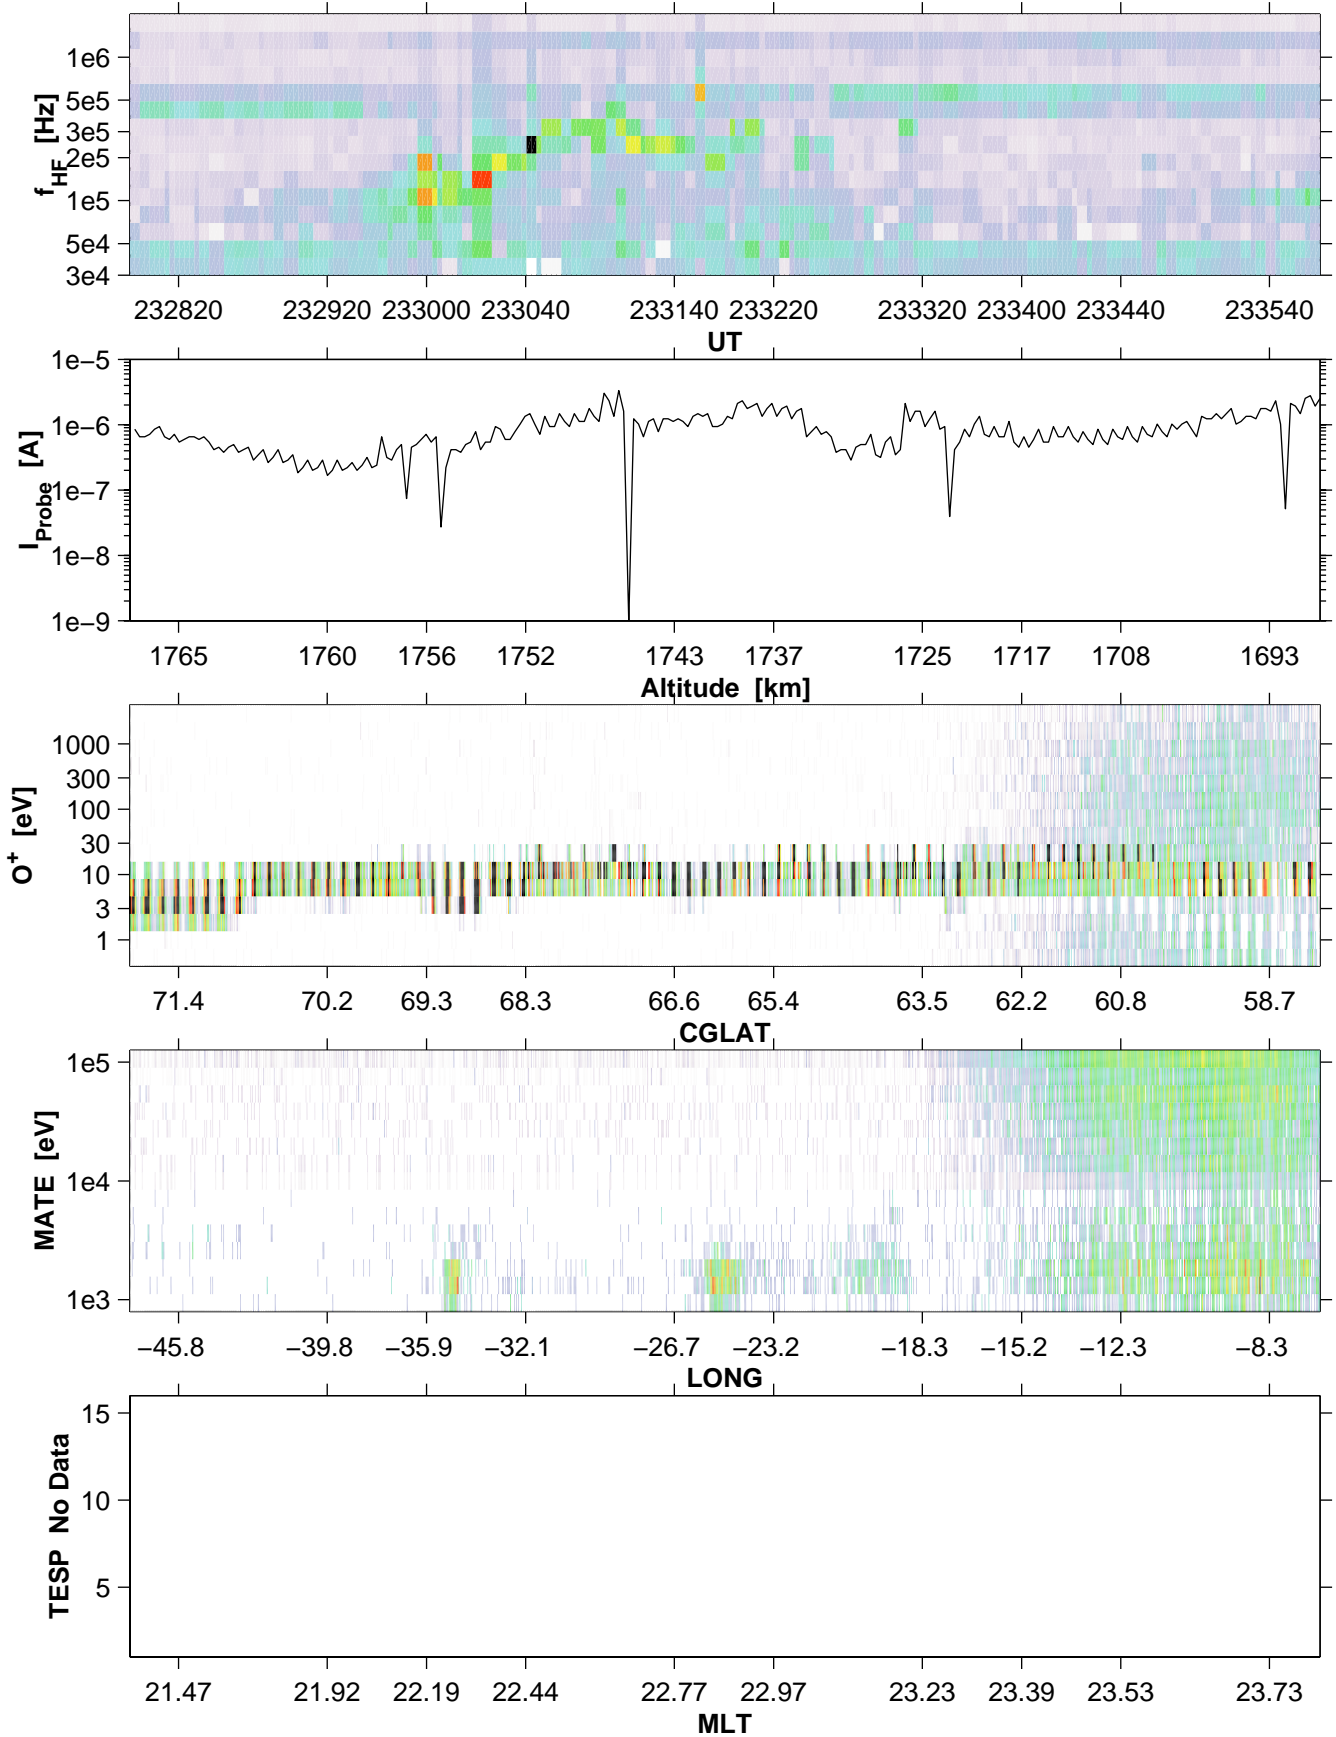 f_HF [Hz]
1e6
5e5
3e5
2e5
1e5
5e4
3e4
232820 232920 233000 233040 233140 233220 233320 233400 233440 233540
UT
I_Probe [A]
1e−5
1e−6
1e−7
1e−8
1e−9
1765 1760 1756 1752 1743 1737 1725 1717 1708 1693
Altitude [km]
O⁺ [eV]
1000
300
100
30
10
3
1
71.4 70.2 69.3 68.3 66.6 65.4 63.5 62.2 60.8 58.7
CGLAT
MATE [eV]
1e5
1e4
1e3
−45.8 −39.8 −35.9 −32.1 −26.7 −23.2 −18.3 −15.2 −12.3 −8.3
LONG
TESP No Data
15
10
5
21.47 21.92 22.19 22.44 22.77 22.97 23.23 23.39 23.53 23.73
MLT